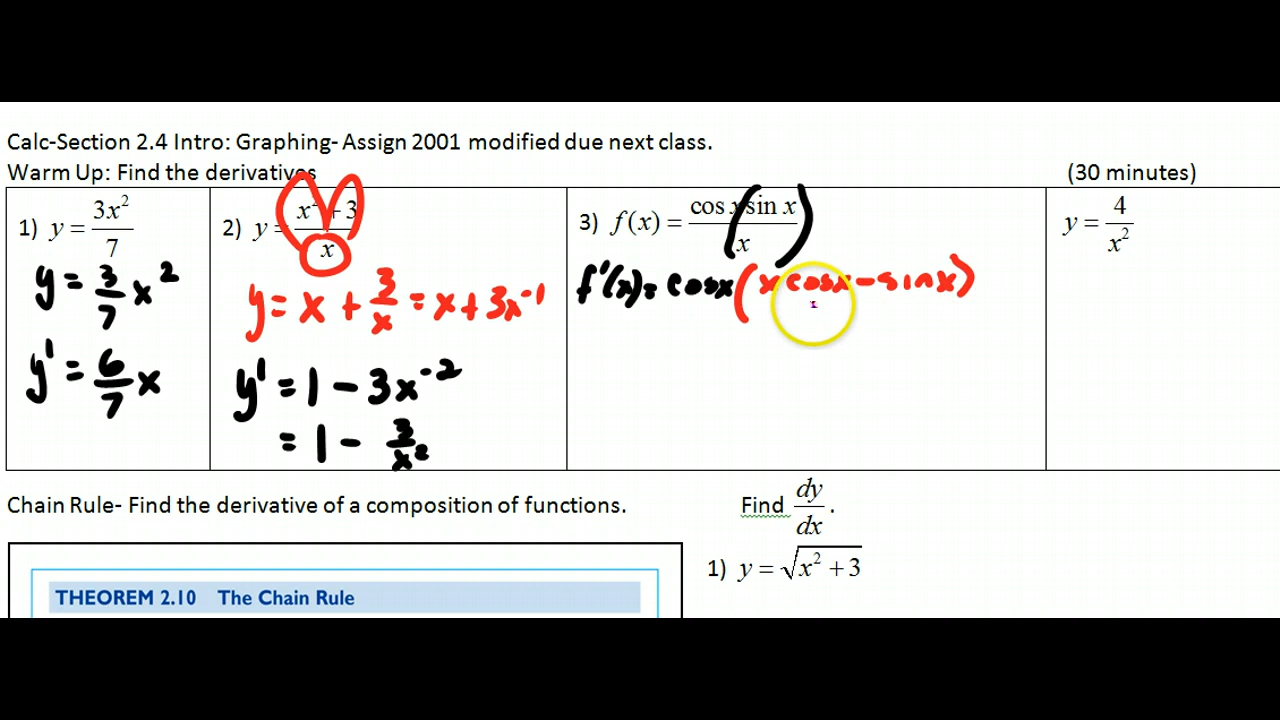 Calc-Section 2.4 Intro: Graphing- Assign 2001 modified due next class.
Warm Up: Find the derivatives (30 minutes)
1) y = 3x²/7
y = 3/7 x²
y' = 6/7 x
2) y = x² + 3/x
y = x + 3/x = x + 3x⁻¹
y' = 1 - 3x⁻²
= 1 - 3/x²
3) f(x) = cos x sin x/x
f'(x) = cosx (x cosx - sinx)
y = 4/x²
Chain Rule- Find the derivative of a composition of functions.
Find dy/dx.
1) y = √x² + 3
THEOREM 2.10 The Chain Rule